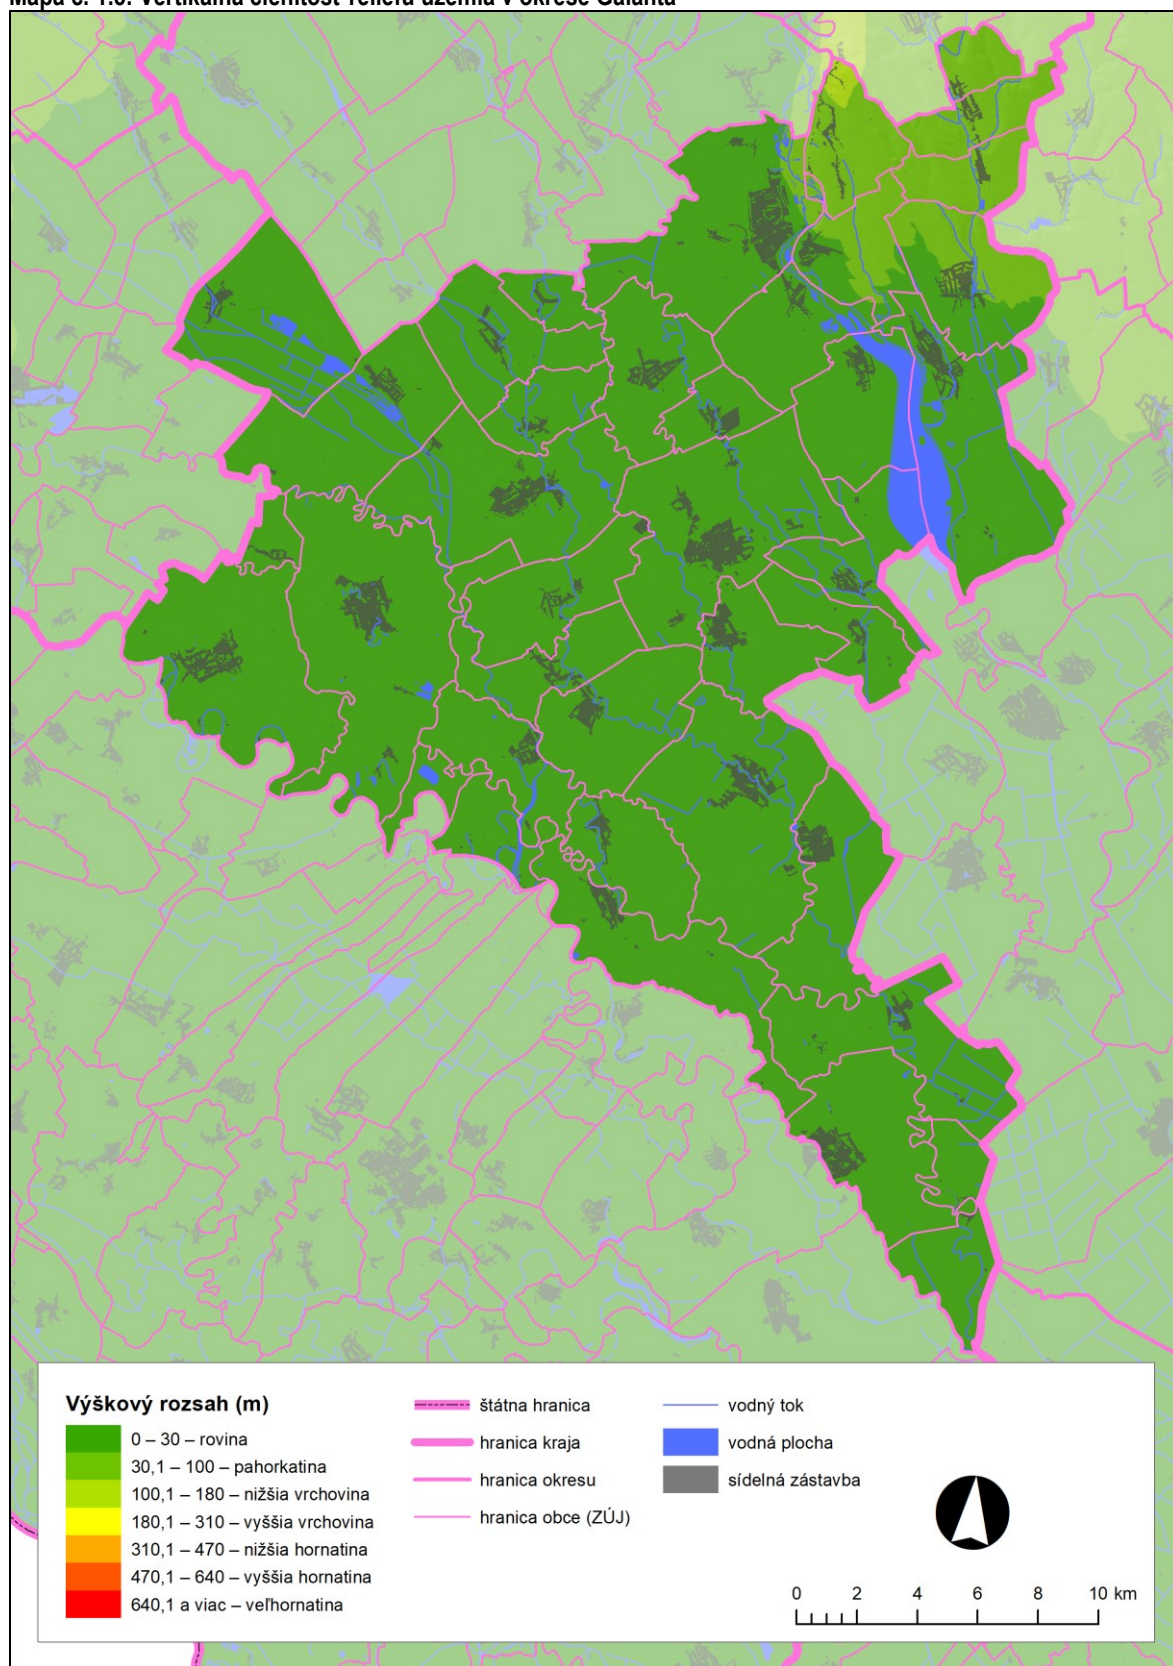 Mapa č. 1.3: Vertikálna členitosť reliéfu územia v okrese Galanta
Výškový rozsah (m)
0 – 30 – rovina
30,1 – 100 – pahorkatina
100,1 – 180 – nižšia vrchovina
180,1 – 310 – vyššia vrchovina
310,1 – 470 – nižšia hornatina
470,1 – 640 – vyššia hornatina
640,1 a viac – veľhornatina
štátna hranica
hranica kraja
hranica okresu
hranica obce (ZÚJ)
vodný tok
vodná plocha
sídelná zástavba
0 2 4 6 8 10 km